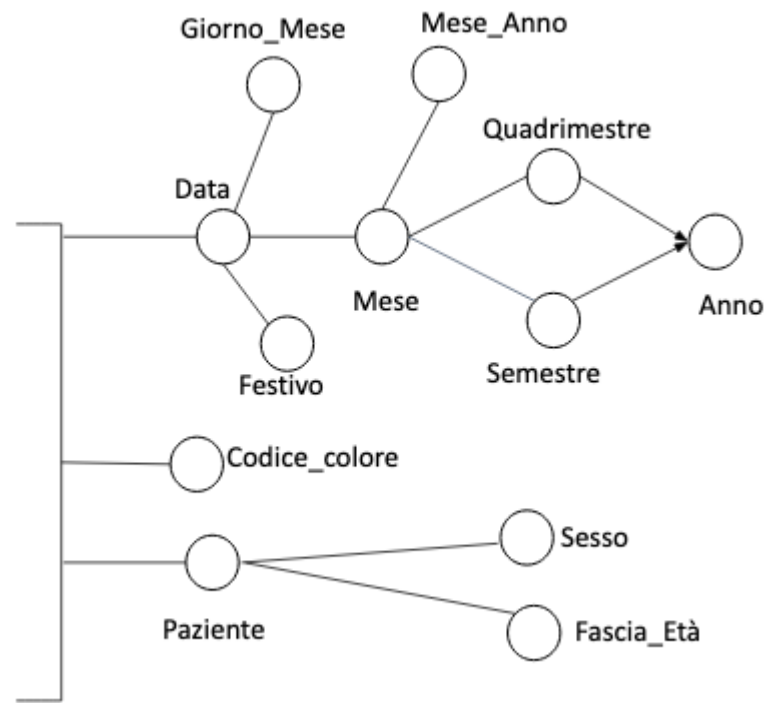 Giorno_Mese
Mese_Anno
Quadrimestre
Data
Mese
Anno
Semestre
Festivo
Codice_colore
Sesso
Paziente
Fascia_Età